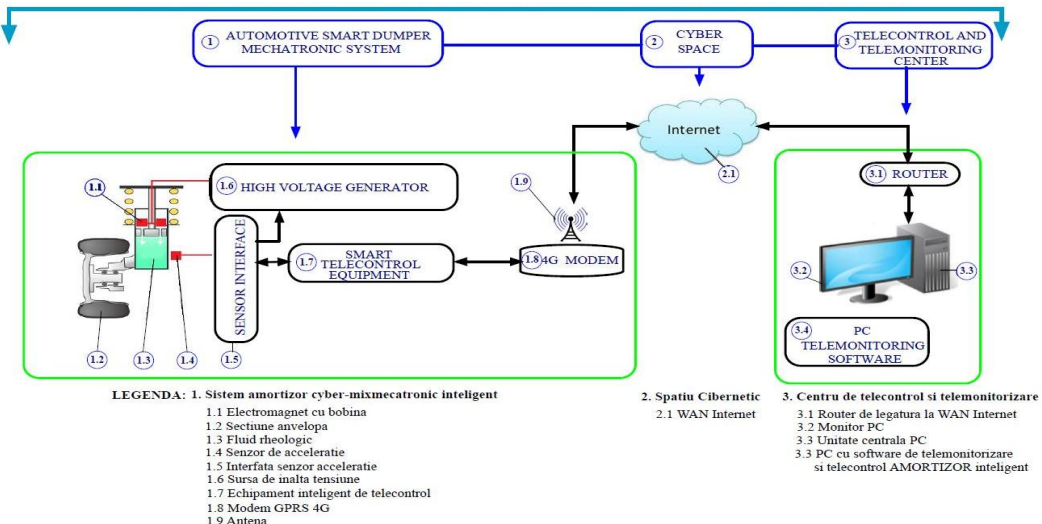 1 AUTOMOTIVE SMART DUMPER
MECHATRONIC SYSTEM
2 CYBER
SPACE
3 TELECONTROL AND
TELEMONITORING
CENTER
Internet
2.1
1.1
1.6 HIGH VOLTAGE GENERATOR
SENSOR INTERFACE
1.7 SMART
TELECONTROL
EQUIPMENT
1.9
1.8 4G MODEM
1.2
1.3
1.4
1.5
3.1 ROUTER
3.2
3.3
3.4 PC
TELEMONITORING
SOFTWARE
LEGENDA: 1. Sistem amortizor cyber-mixmecatronic inteligent
1.1 Electromagnet cu bobina
1.2 Sectiune anvelopa
1.3 Fluid rheologic
1.4 Senzor de acceleratie
1.5 Interfata senzor acceleratie
1.6 Sursa de inalta tensiune
1.7 Echipament inteligent de telecontrol
1.8 Modem GPRS 4G
1.9 Antena
2. Spatiu Cibernetic
2.1 WAN Internet
3. Centru de telecontrol si telemonitorizare
3.1 Router de legatura la WAN Internet
3.2 Monitor PC
3.3 Unitate centrala PC
3.3 PC cu software de telemonitorizare
si telecontrol AMORTIZOR inteligent